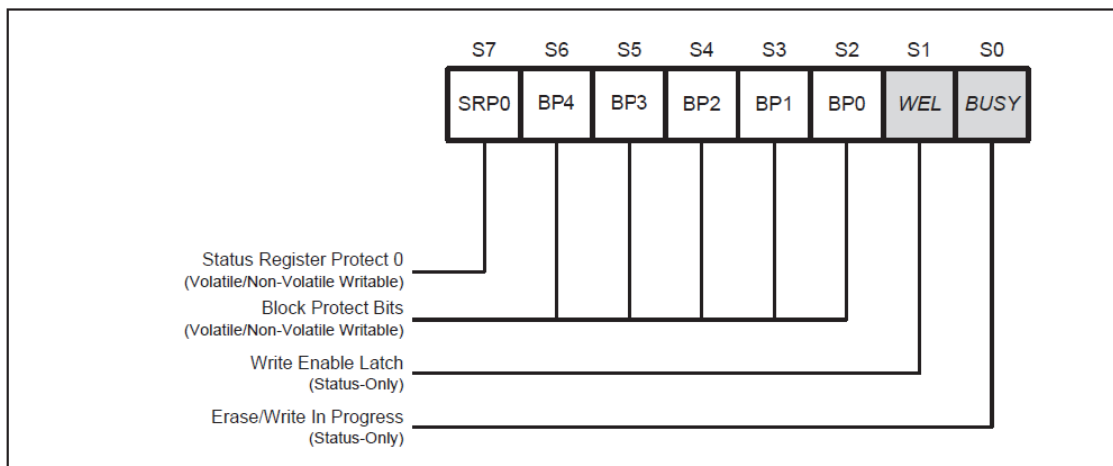 S7 S6 S5 S4 S3 S2 S1 S0
SRP0 BP4 BP3 BP2 BP1 BP0 WEL BUSY
Status Register Protect 0
(Volatile/Non-Volatile Writable)
Block Protect Bits
(Volatile/Non-Volatile Writable)
Write Enable Latch
(Status-Only)
Erase/Write In Progress
(Status-Only)